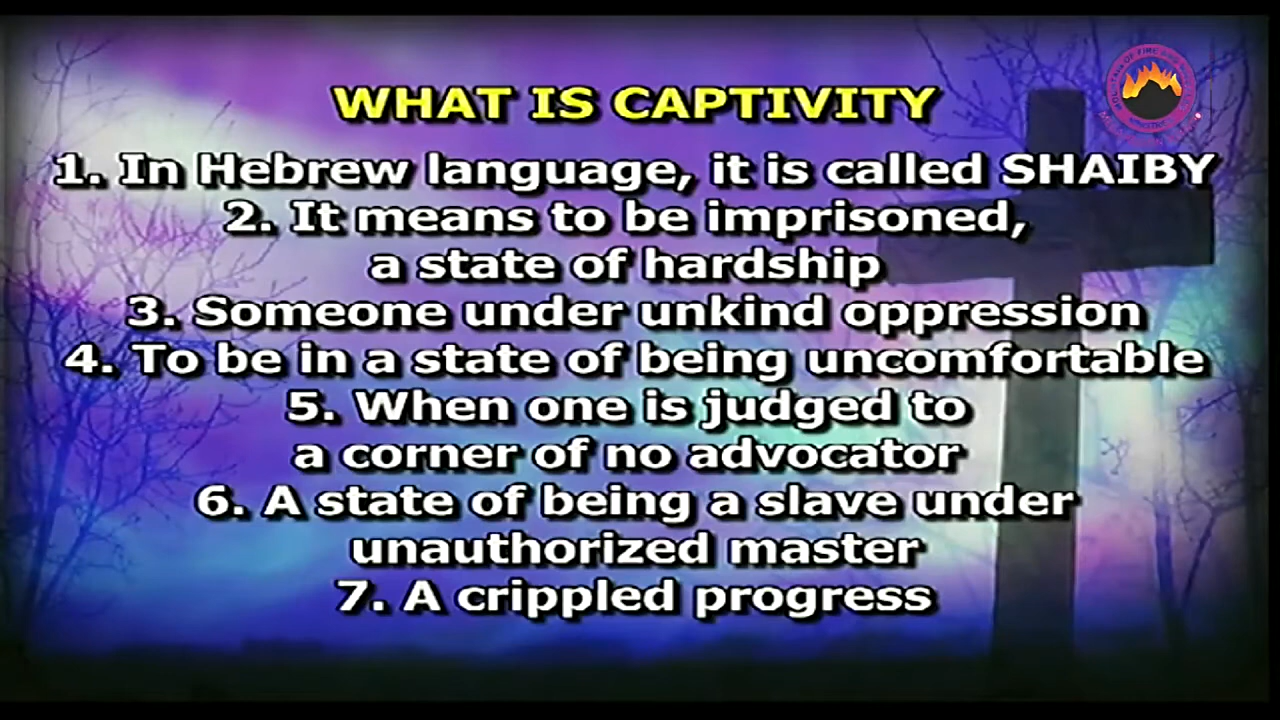 WHAT IS CAPTIVITY
1. In Hebrew language, it is called SHAIBY
2. It means to be imprisoned,
a state of hardship
3. Someone under unkind oppression
4. To be in a state of being uncomfortable
5. When one is judged to
a corner of no advocator
6. A state of being a slave under
unauthorized master
7. A crippled progress